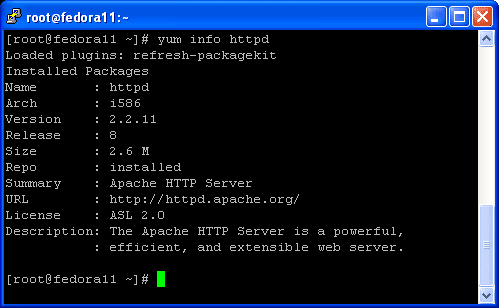 root@fedora11:~
[root@fedora11 ~]# yum info httpd
Loaded plugins: refresh-packagekit
Installed Packages
Name       : httpd
Arch       : i586
Version    : 2.2.11
Release    : 8
Size       : 2.6 M
Repo       : installed
Summary    : Apache HTTP Server
URL        : http://httpd.apache.org/
License    : ASL 2.0
Description: The Apache HTTP Server is a powerful,
           : efficient, and extensible web server.
[root@fedora11 ~]#